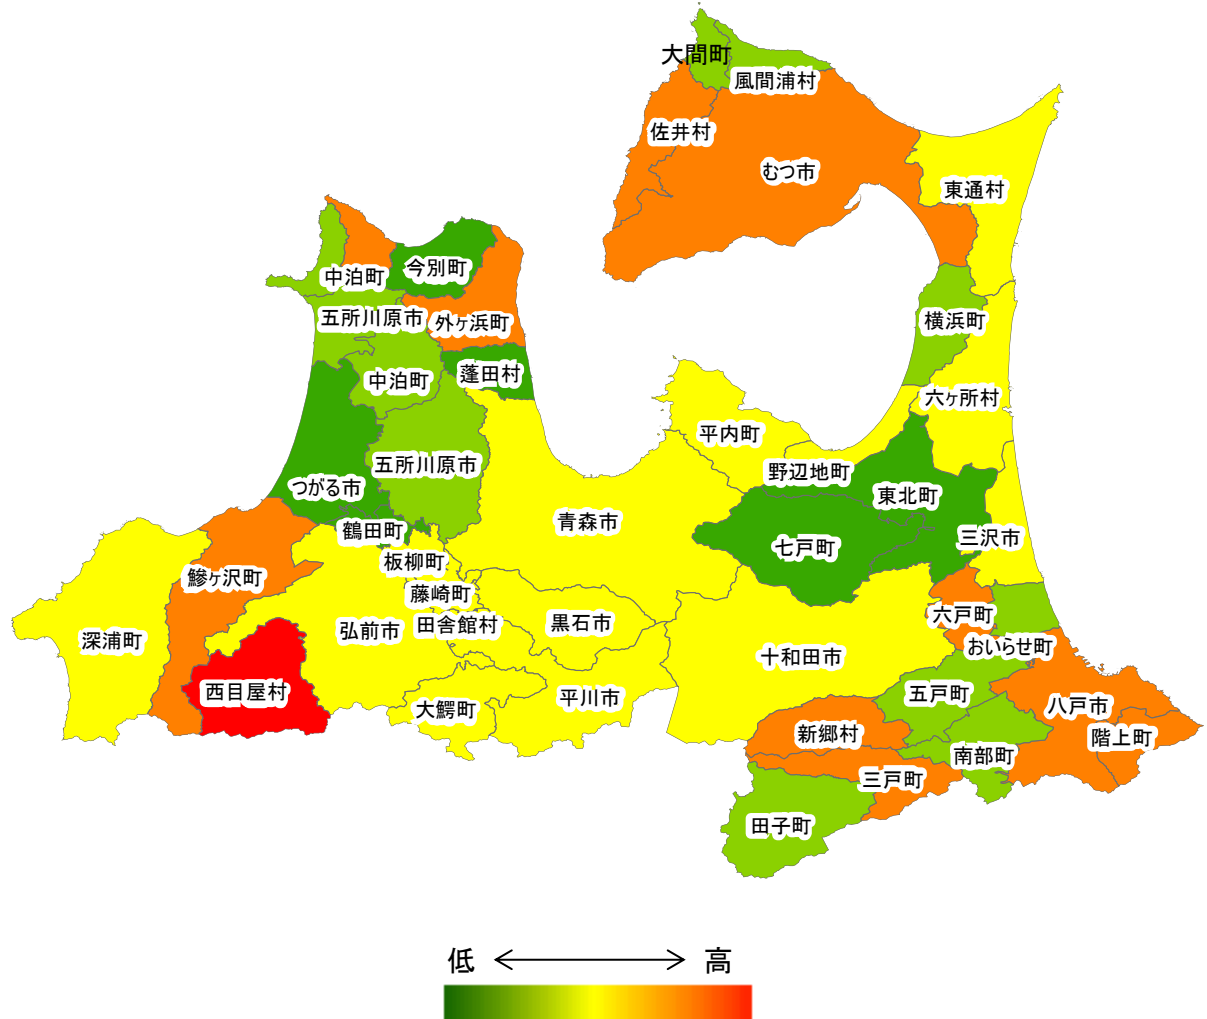 大間町
風間浦村
佐井村
むつ市
東通村
中泊町
今別町
五所川原市
外ヶ浜町
横浜町
中泊町
蓬田村
六ヶ所村
平内町
五所川原市
野辺地町
つがる市
東北町
青森市
鶴田町
七戸町
三沢市
板柳町
鰺ヶ沢町
藤崎町
六戸町
田舎館村
黒石市
弘前市
深浦町
おいらせ町
十和田市
西目屋村
五戸町
平川市
八戸市
大鰐町
新郷村
階上町
南部町
三戸町
田子町
低 高